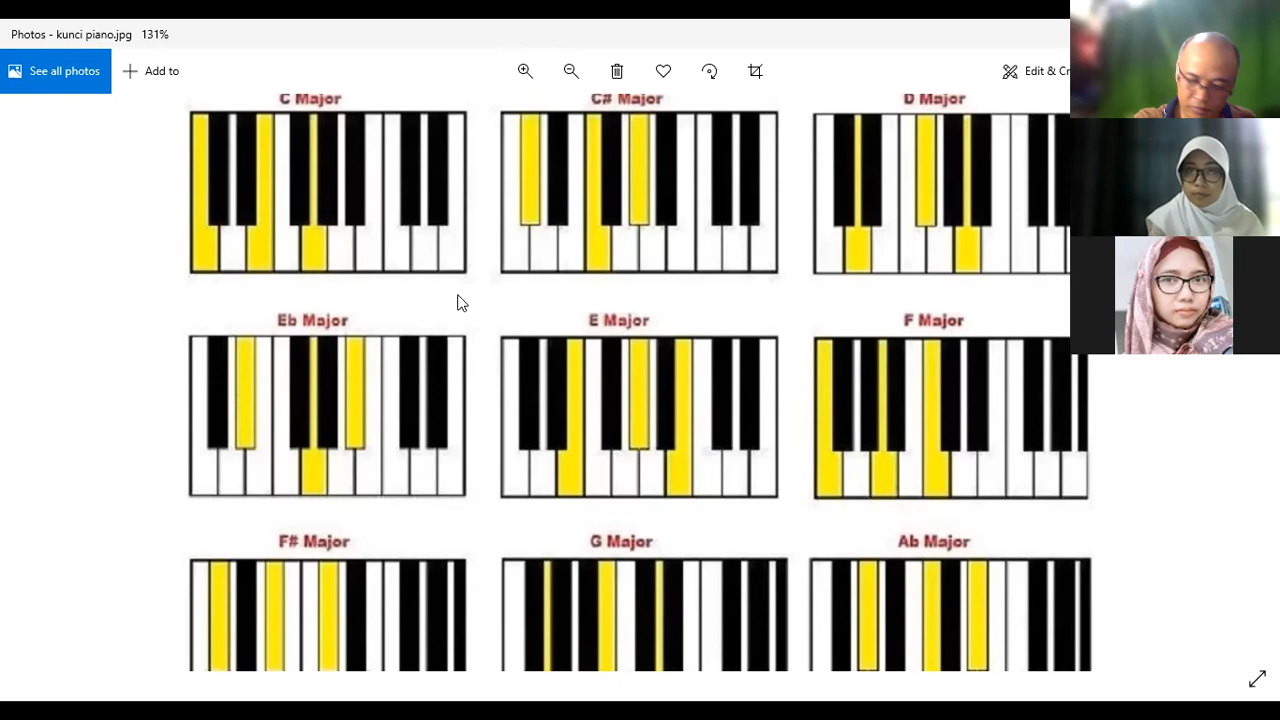 Photos - kunci piano.jpg 131%
See all photos
Add to
Edit & Cr
C Major C# Major D Major
Eb Major E Major F Major
F# Major G Major Ab Major